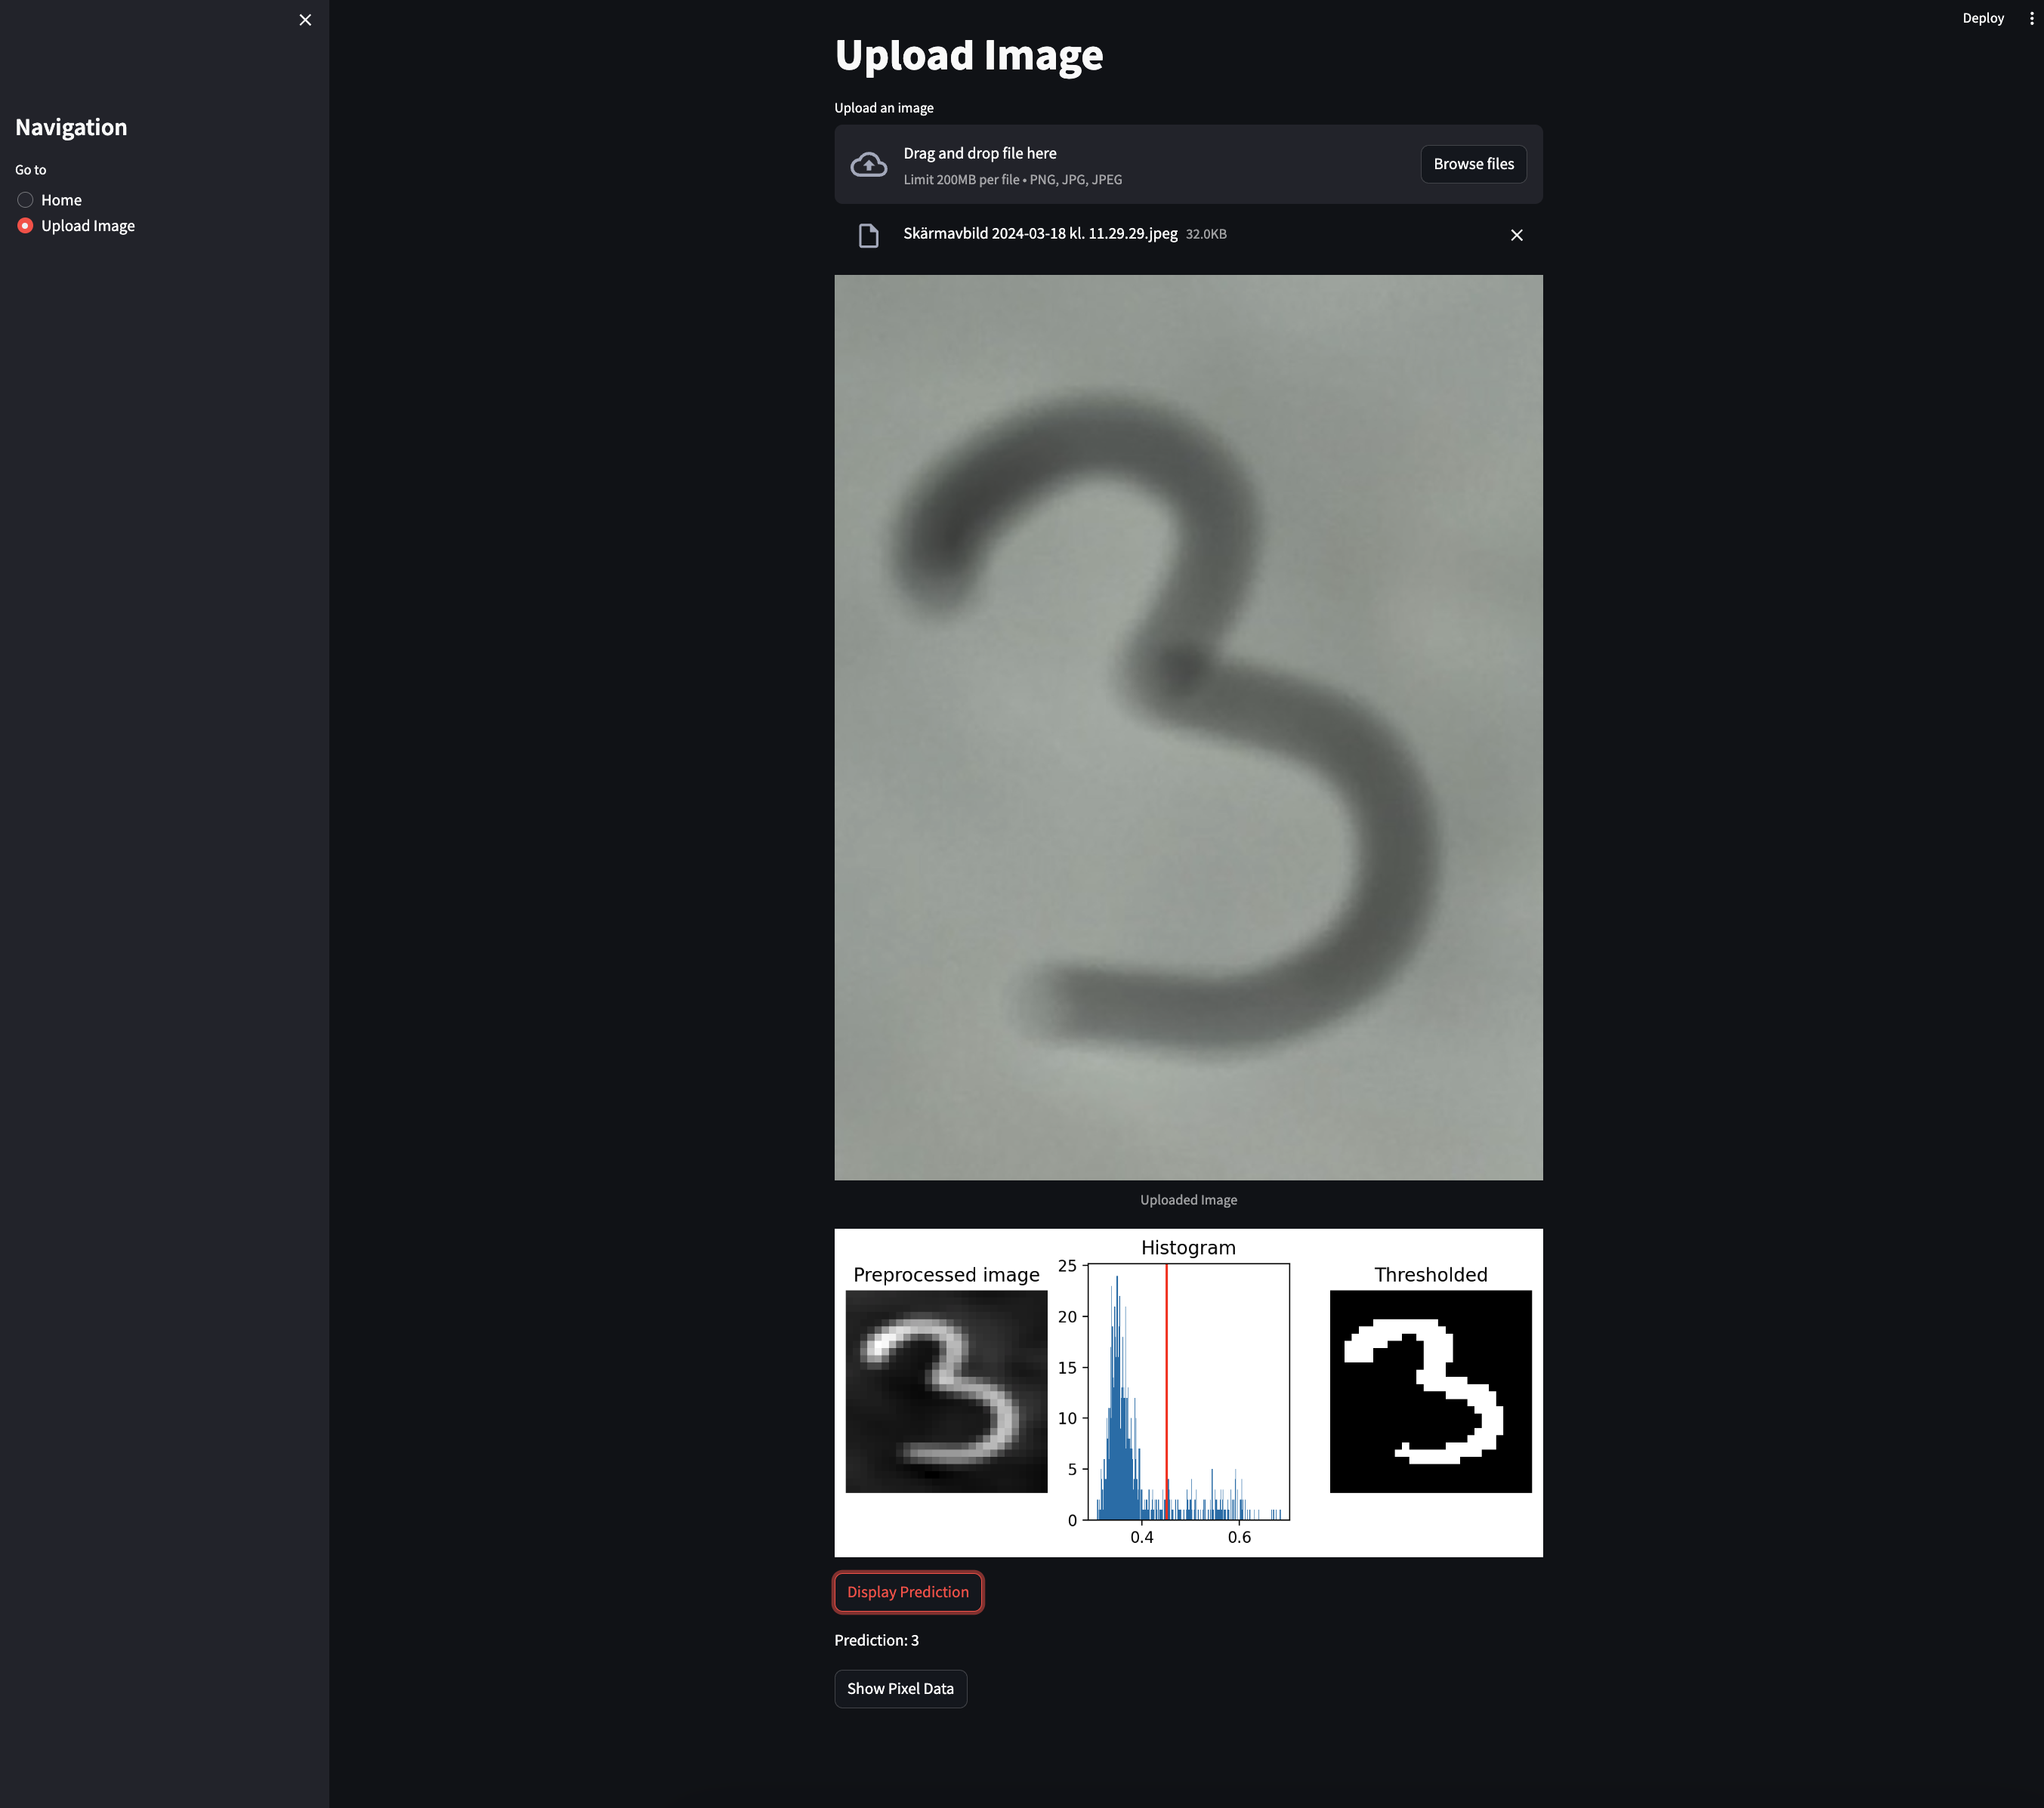 Deploy
Navigation
Go to
Home
Upload Image
Upload Image
Upload an image
Drag and drop file here
Limit 200MB per file • PNG, JPG, JPEG
Browse files
Skärmavbild 2024-03-18 kl. 11.29.29.jpeg 32.0KB
3
Uploaded Image
Preprocessed image
3
Histogram
25
20
15
10
5
0
0.4 0.6
Thresholded
3
Display Prediction
Prediction: 3
Show Pixel Data